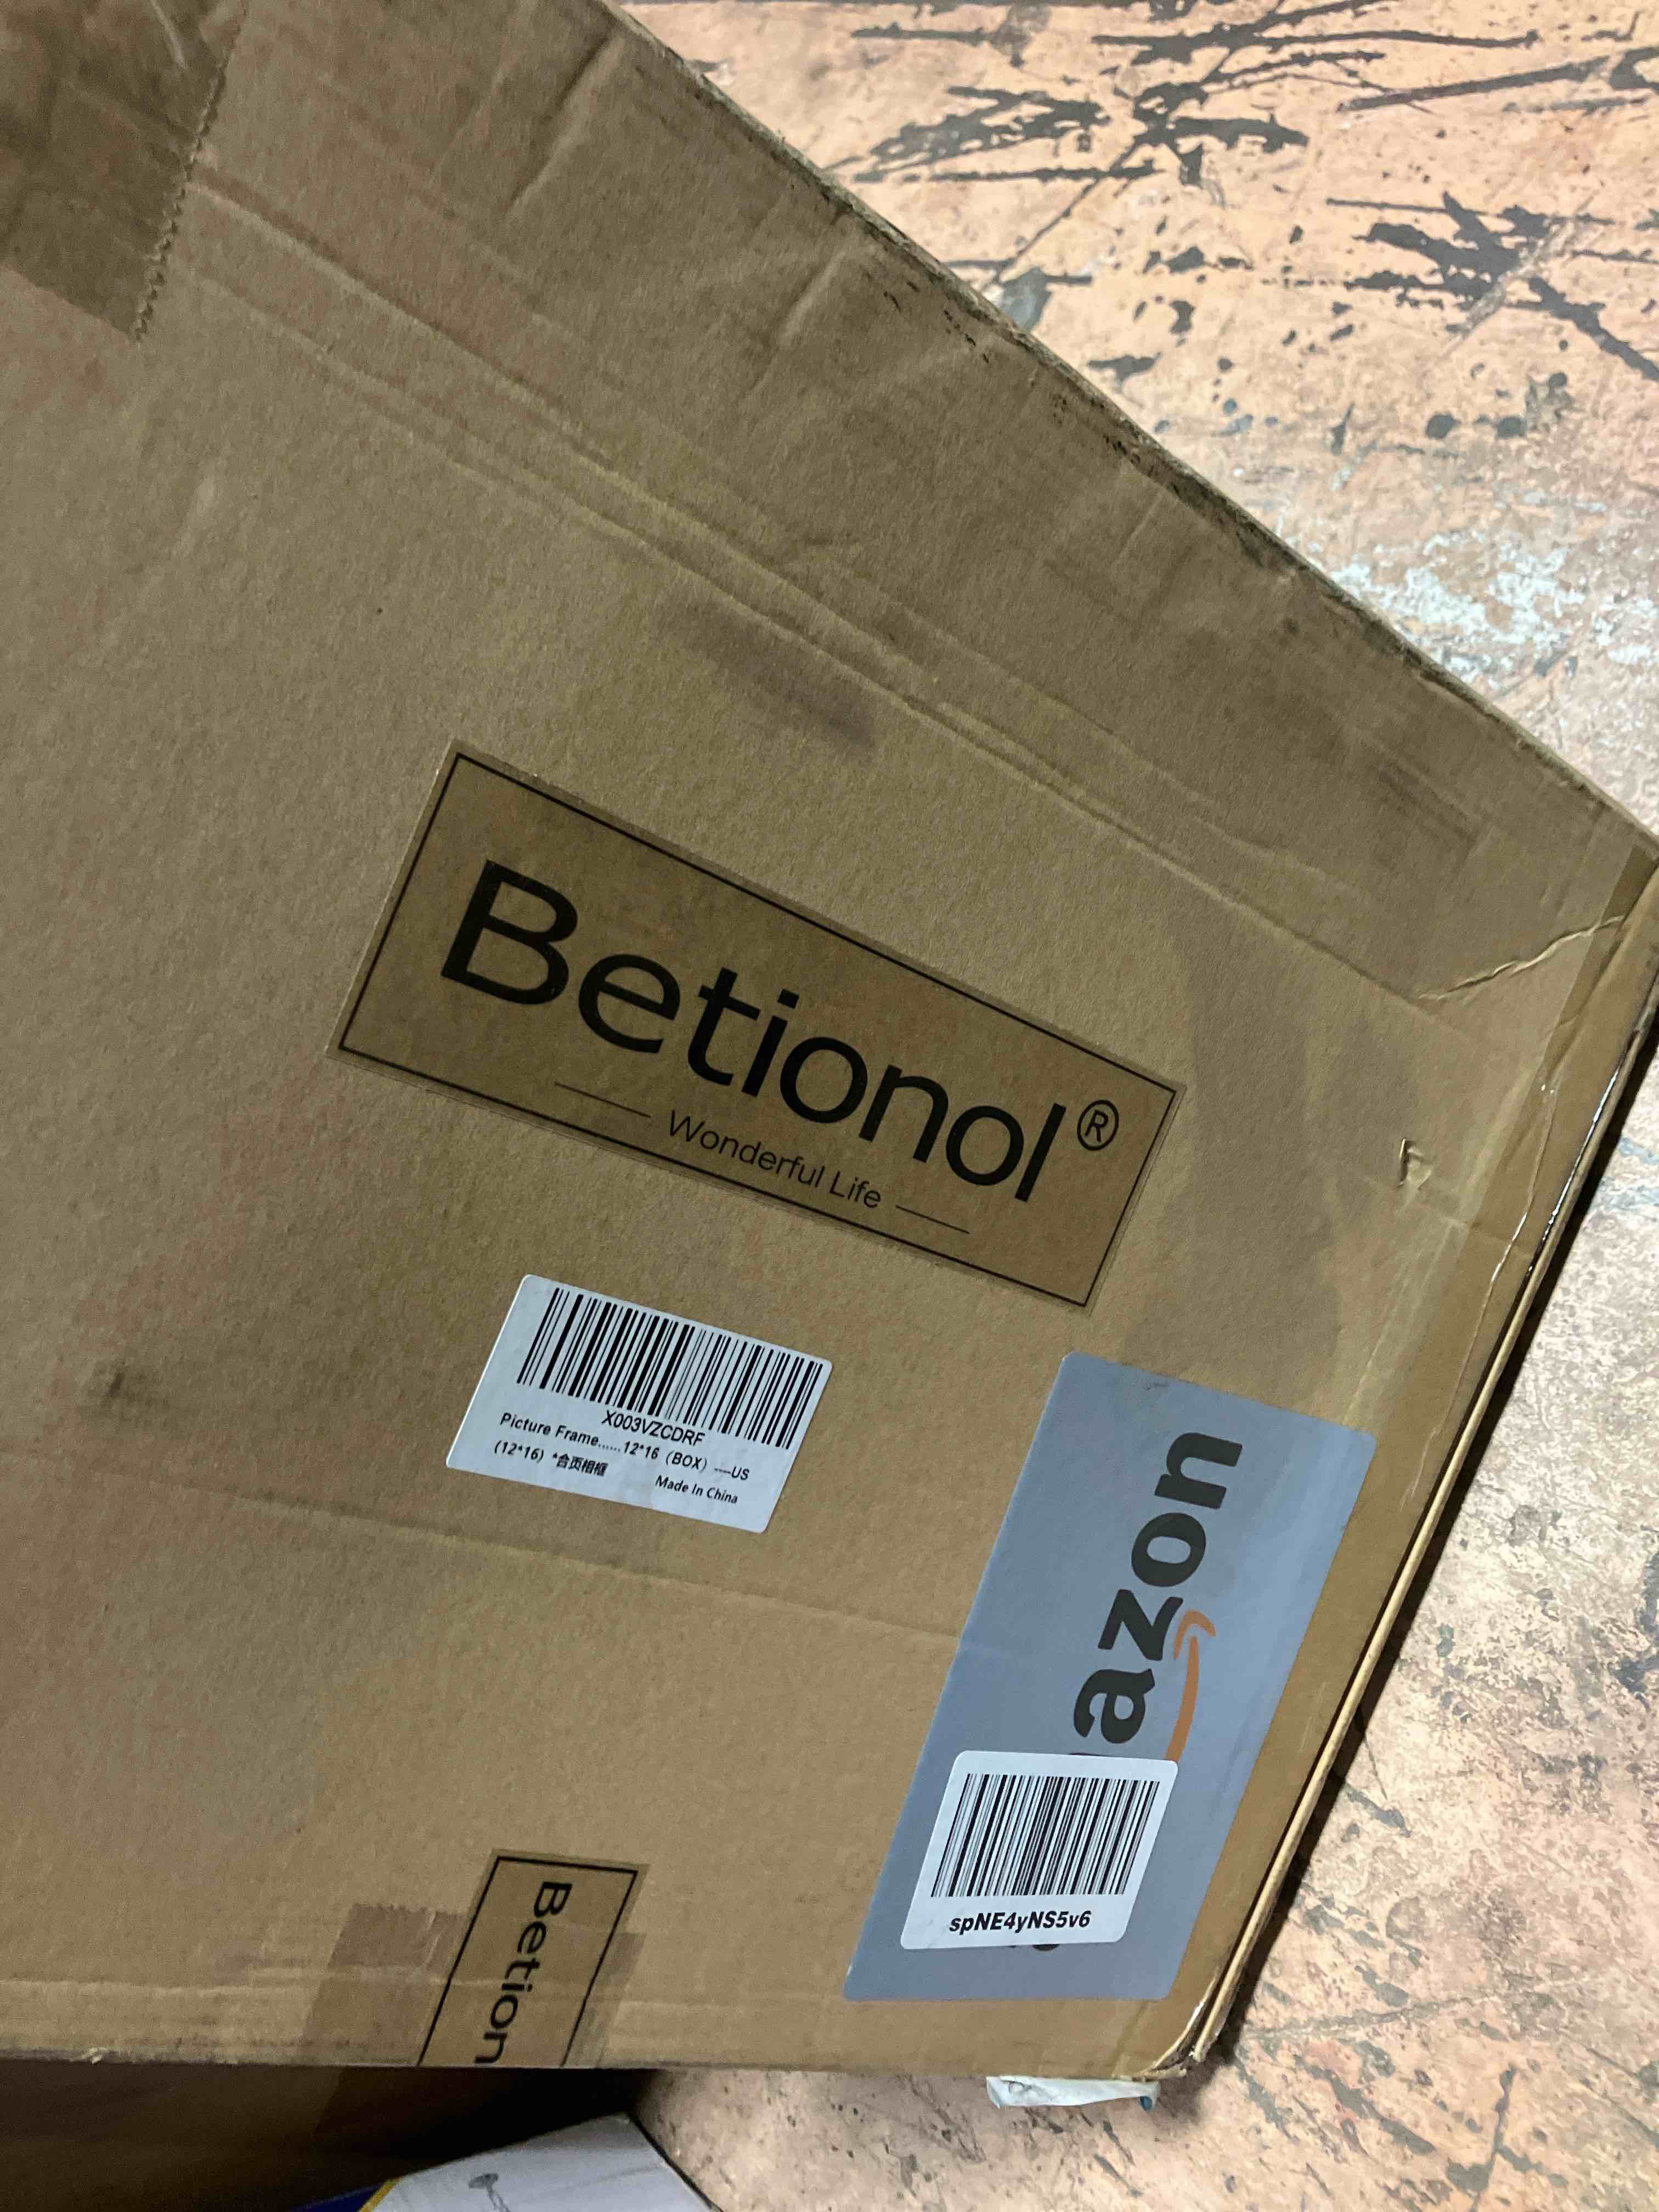 Betionol®
Wonderful Life
X003VZCDRF
Picture Frame......12*16（BOX）—US
(12*16) *合页相框
Made In China
azon
spNE4yNS5v6
Betion